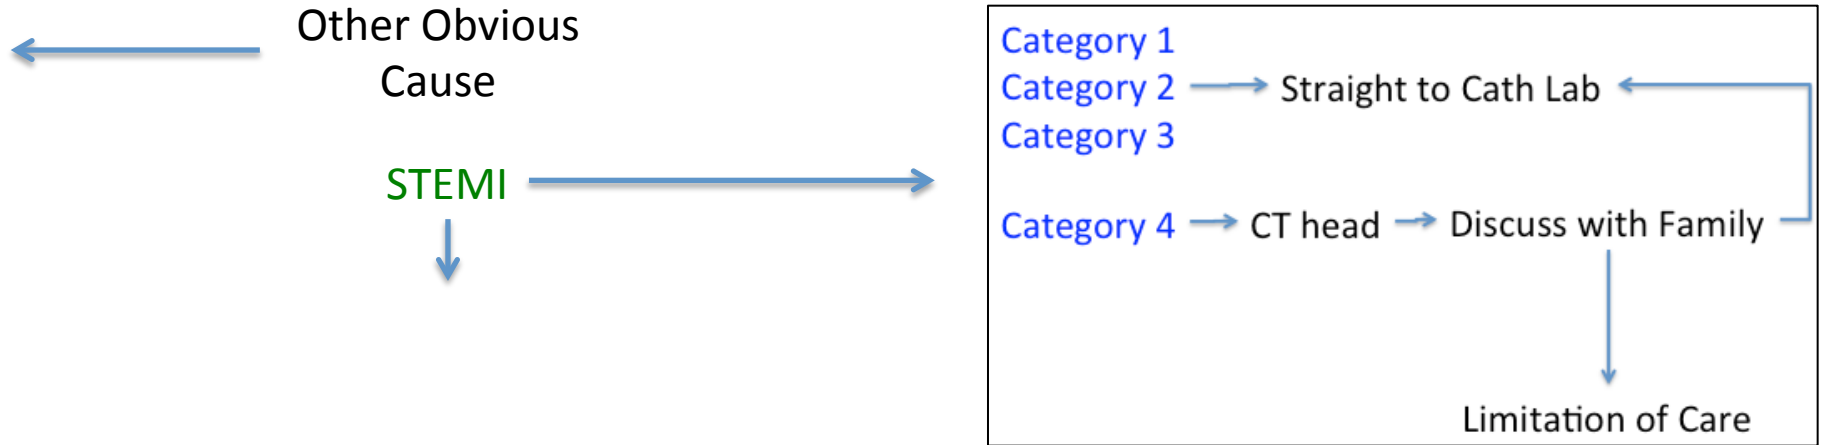 Other Obvious
Cause
STEMI
Category 1
Category 2
Straight to Cath Lab
Category 3
Category 4
CT head
Discuss with Family
Limitation of Care